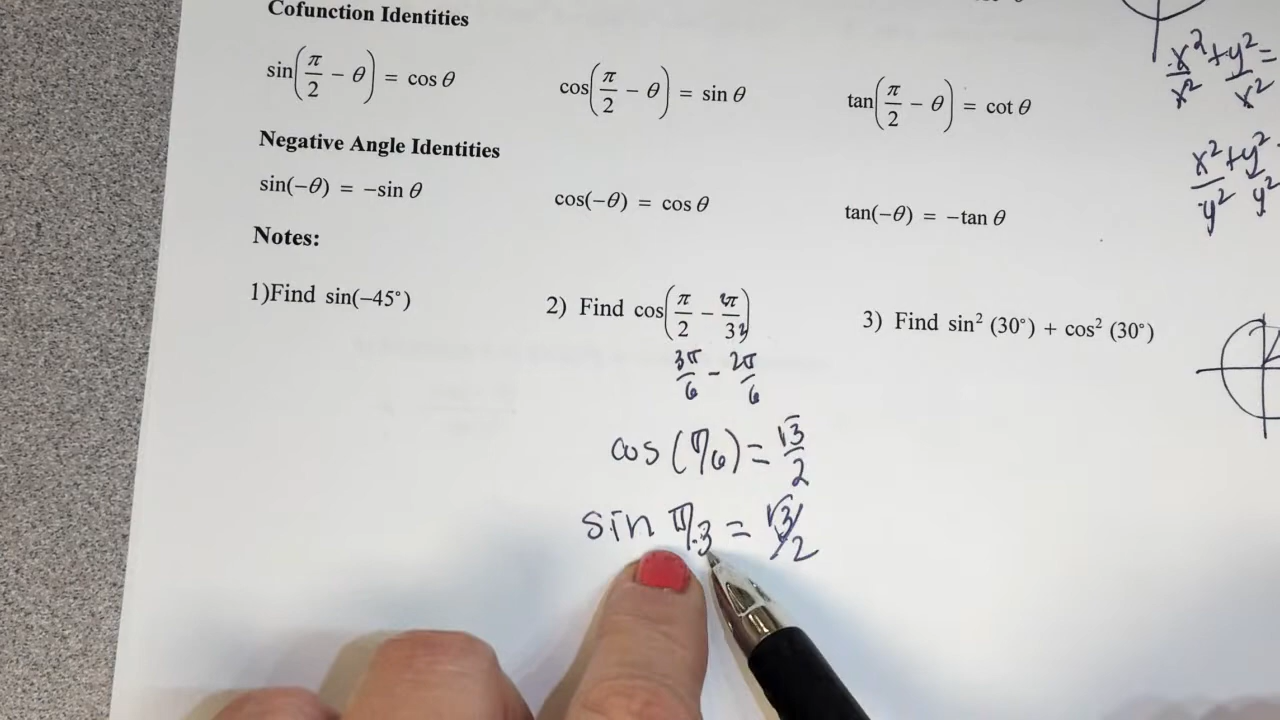 Cofunction Identities
sin(π/2 − θ) = cos θ
cos(π/2 − θ) = sin θ
tan(π/2 − θ) = cot θ
Negative Angle Identities
sin(−θ) = −sin θ
cos(−θ) = cos θ
tan(−θ) = −tan θ
Notes:
1)Find sin(−45°)
2) Find cos(π/2 − π/3)
3π/6 − 2π/6
cos (π/6) = √3/2
sin π/3 = √3/2
3) Find sin² (30°) + cos² (30°)
x²/x² + y²/x² =
x²/y² + y²/y²